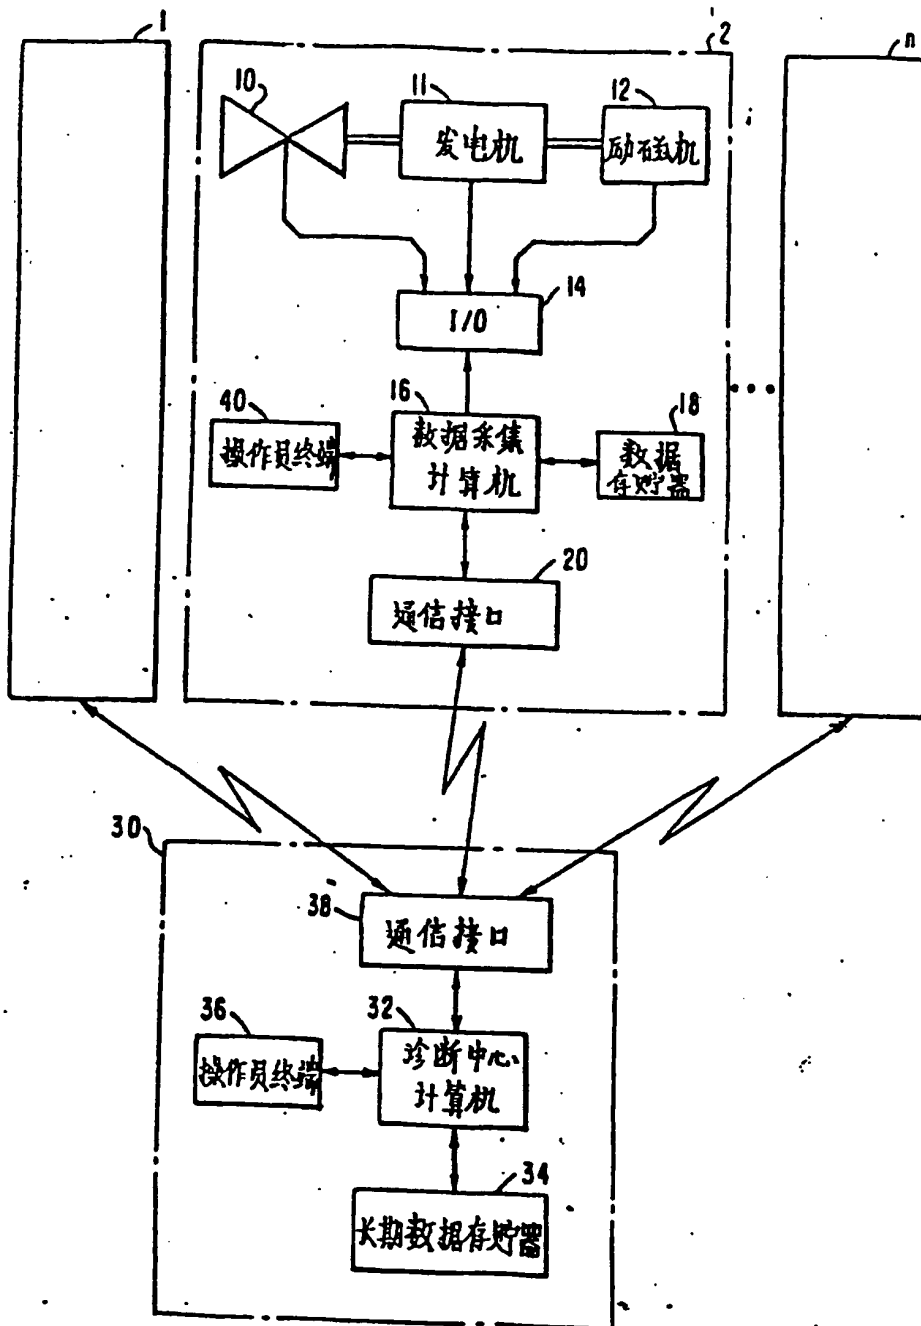 1
2
n
10
11
12
发电机
励磁机
14
I/O
40
16
18
操作员终端
数据采集
计算机
数据
存贮器
20
通信接口
30
38
通信接口
36
32
操作员终端
诊断中心
计算机
34
长期数据存贮器